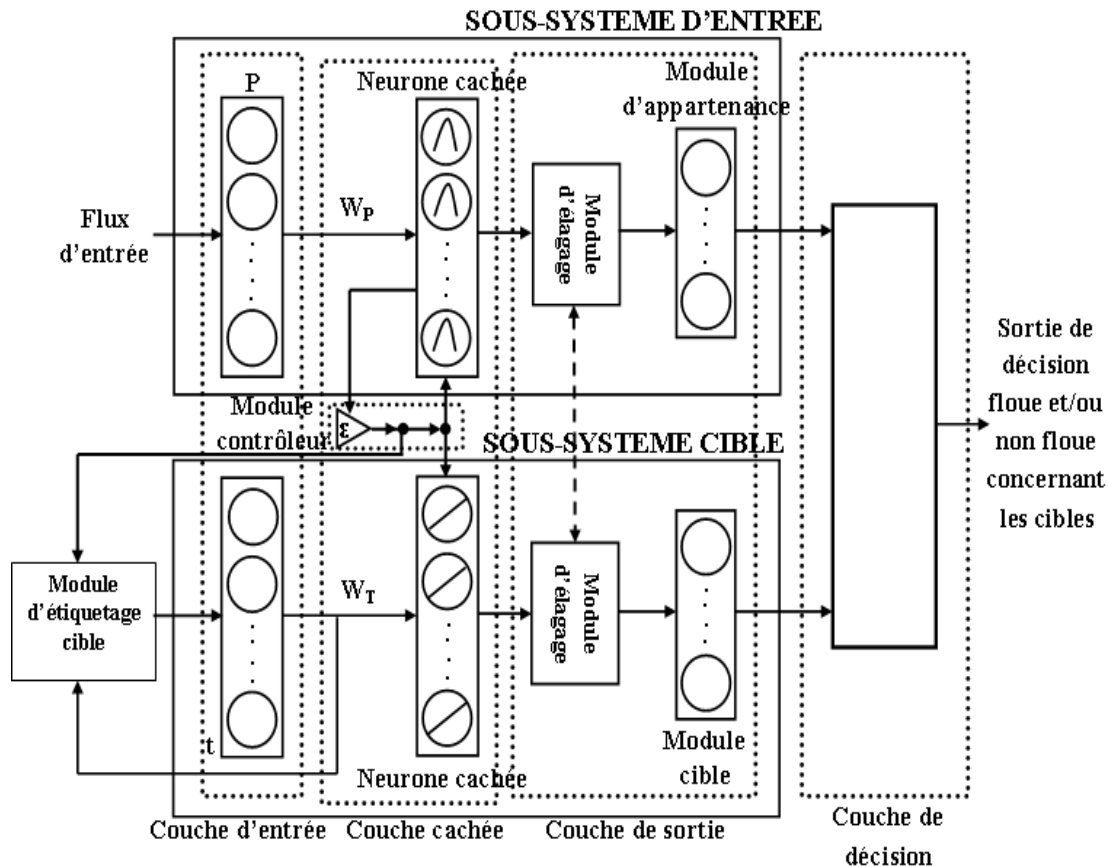 SOUS-SYSTEME D'ENTREE
P
Neurone cachée
Module
d'appartenance
Flux
d'entrée
W_P
Module
d'élagage
Sortie de
décision
floue et/ou
non floue
concernant
les cibles
Module
contrôleur
ε
SOUS-SYSTEME CIBLE
Module
d'étiquetage
cible
W_T
Module
d'élagage
t
Neurone cachée
Module
cible
Couche d'entrée
Couche cachée
Couche de sortie
Couche de
décision